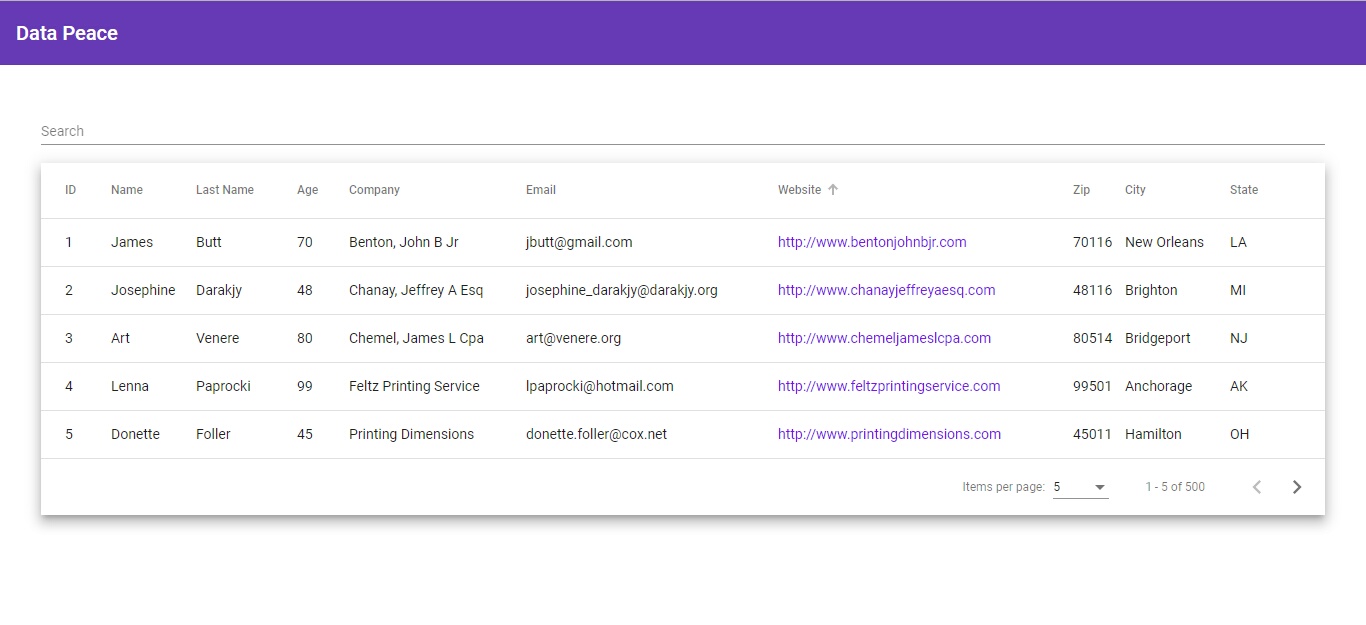 Data Peace
Search
ID Name Last Name Age Company Email Website Zip City State
1 James Butt 70 Benton, John B Jr jbutt@gmail.com http://www.bentonjohnbjr.com 70116 New Orleans LA
2 Josephine Darakjy 48 Chanay, Jeffrey A Esq josephine_darakjy@darakjy.org http://www.chanayjeffreyaesq.com 48116 Brighton MI
3 Art Venere 80 Chemel, James L Cpa art@venere.org http://www.chemeljameslcpa.com 80514 Bridgeport NJ
4 Lenna Paprocki 99 Feltz Printing Service lpaprocki@hotmail.com http://www.feltzprintingservice.com 99501 Anchorage AK
5 Donette Foller 45 Printing Dimensions donette.foller@cox.net http://www.printingdimensions.com 45011 Hamilton OH
Items per page: 5 1 - 5 of 500